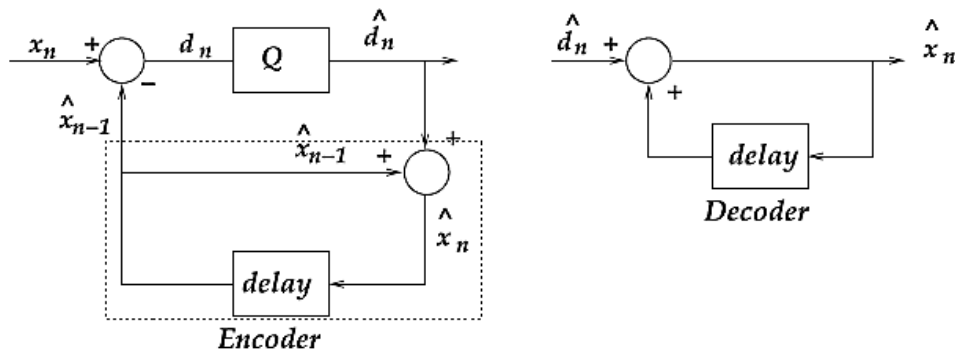 x_n + d_n Q d̂_n
−
x̂_{n-1}
x̂_{n-1} + +
x̂_n
delay
Encoder
d̂_n + x̂_n
+
delay
Decoder